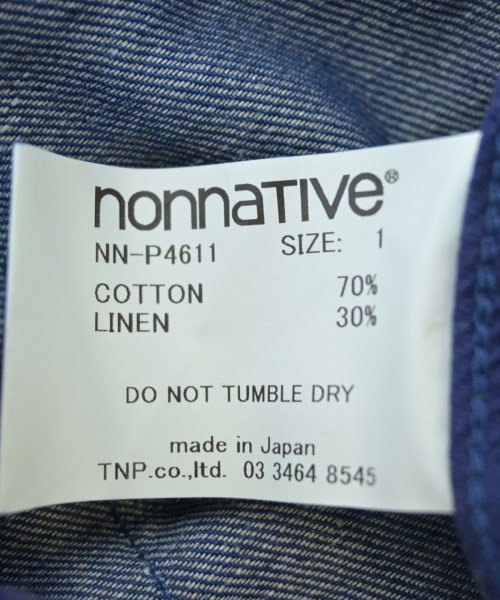 nonnaTIVe®
NN-P4611 SIZE: 1
COTTON 70%
LINEN 30%
DO NOT TUMBLE DRY
made in Japan
TNP.co.,ltd. 03 3464 8545